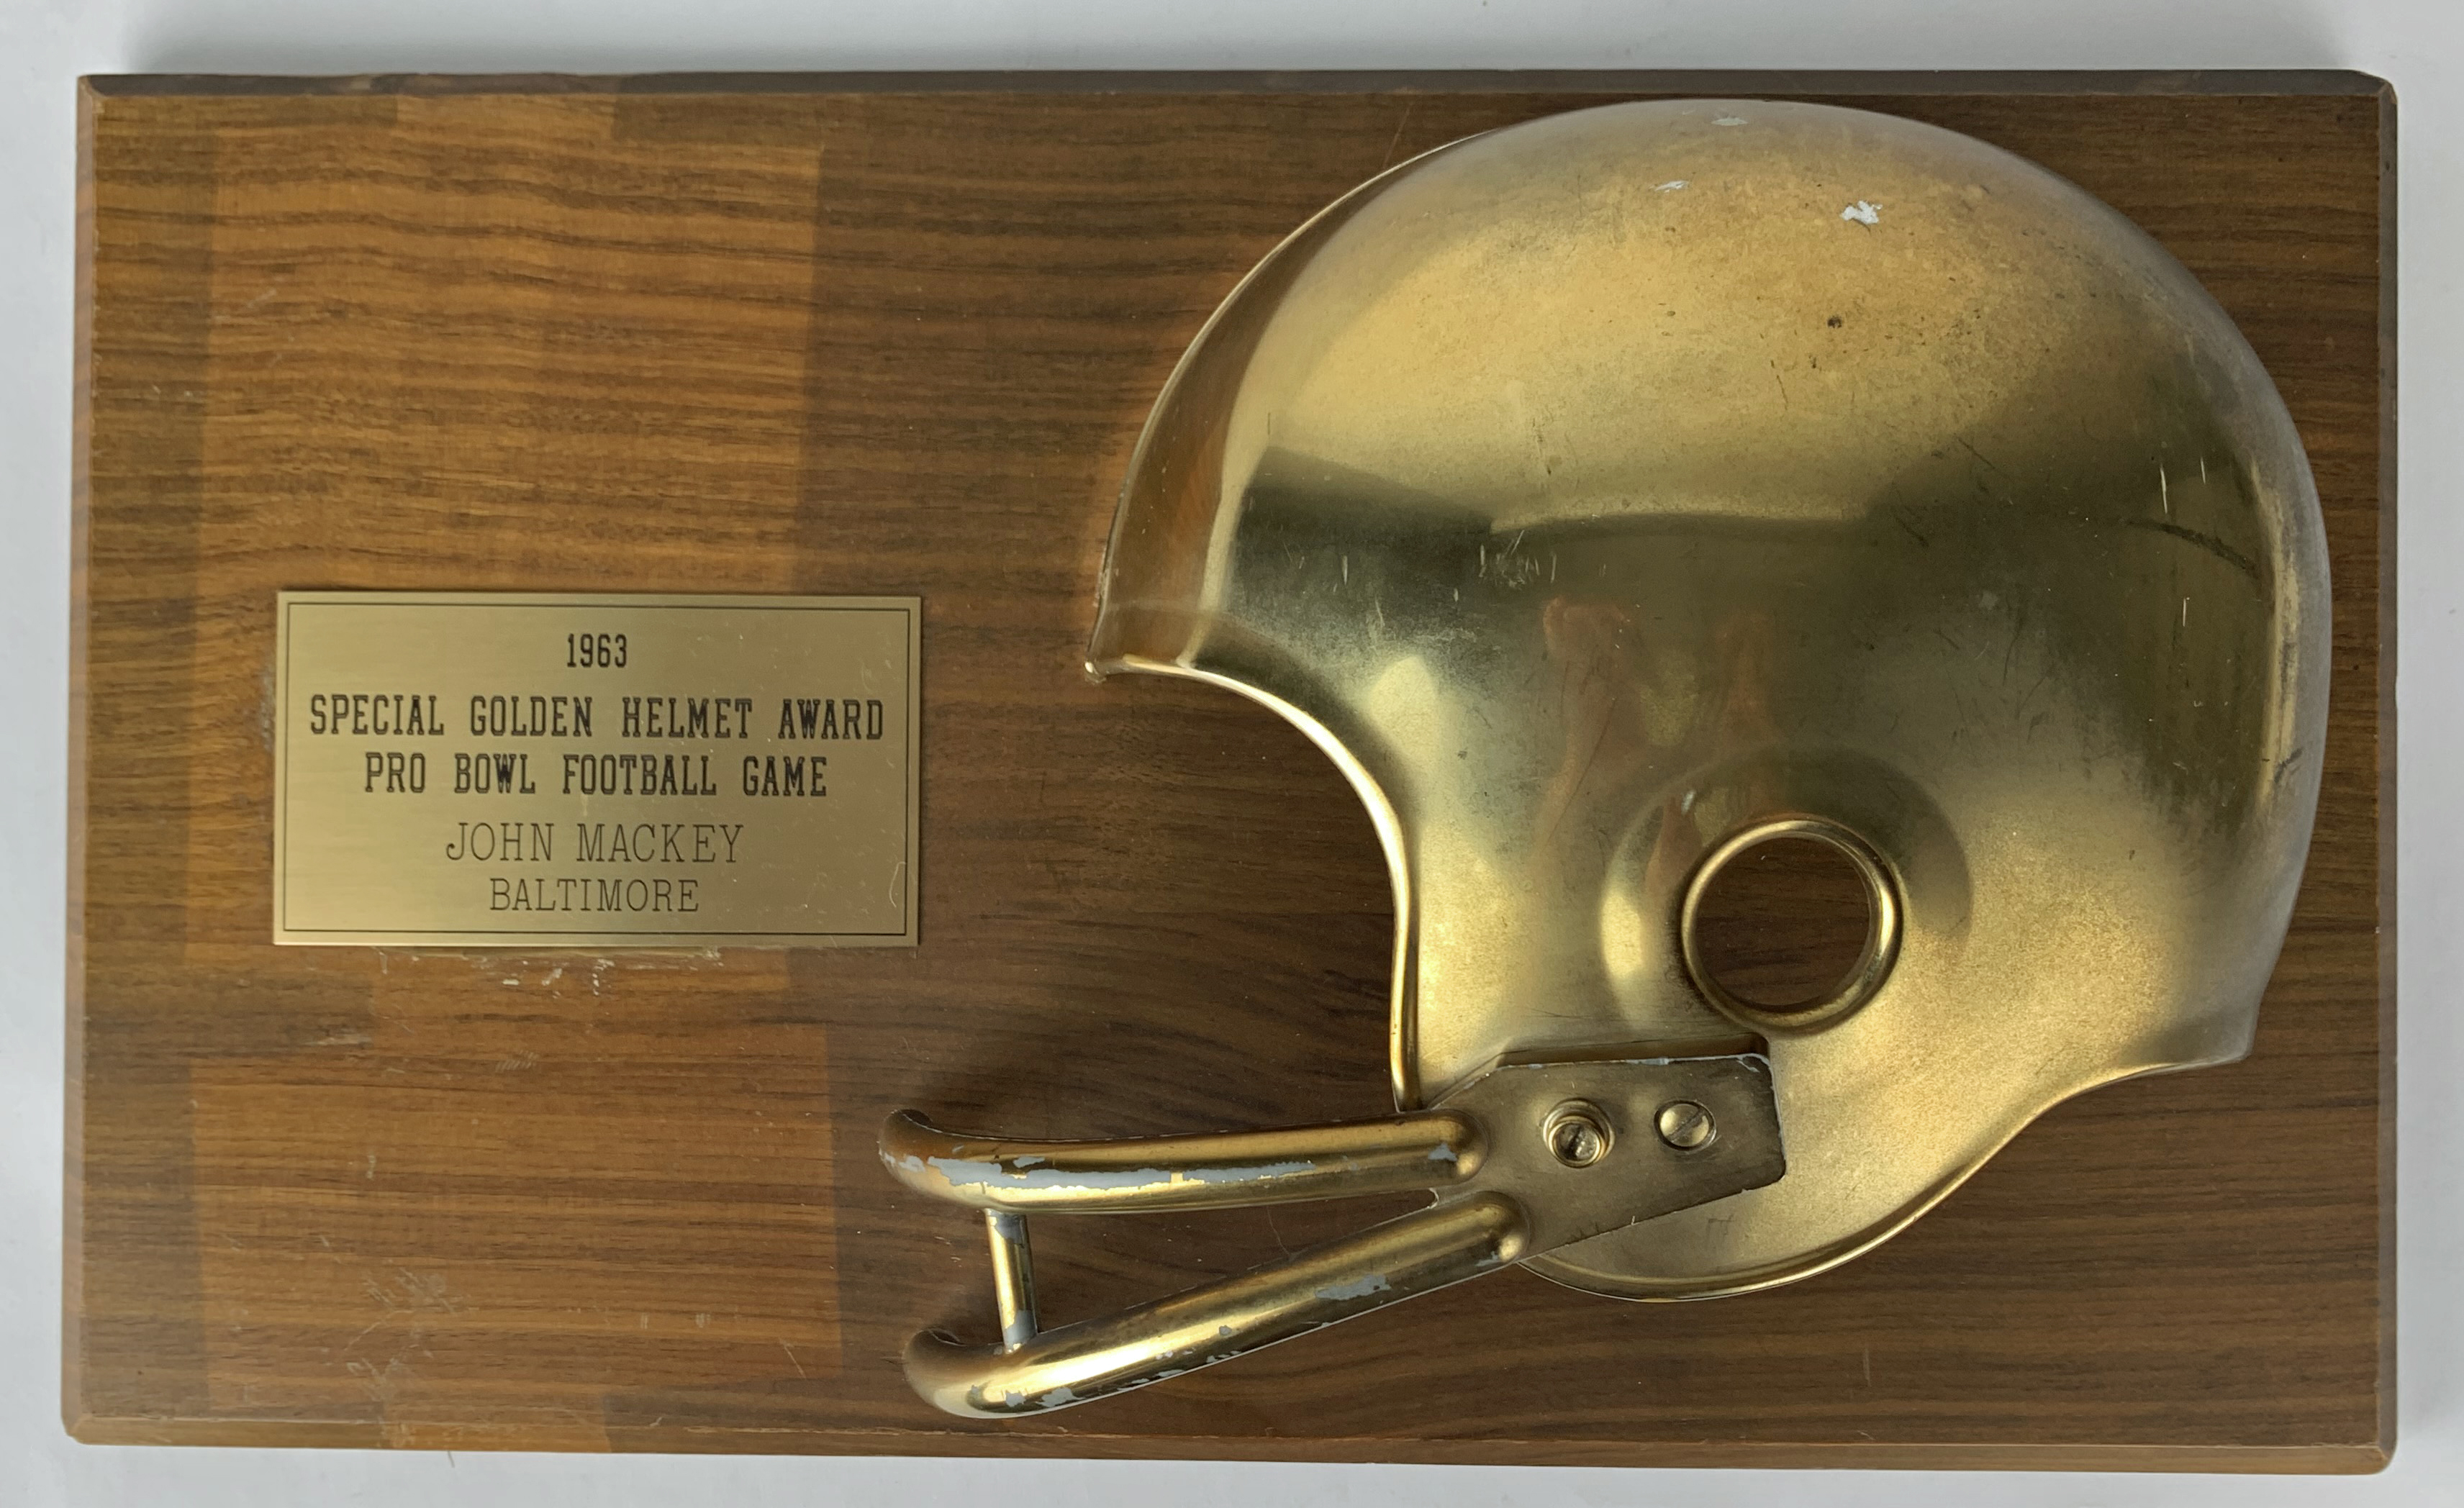 1963
SPECIAL GOLDEN HELMET AWARD
PRO BOWL FOOTBALL GAME
JOHN MACKEY
BALTIMORE